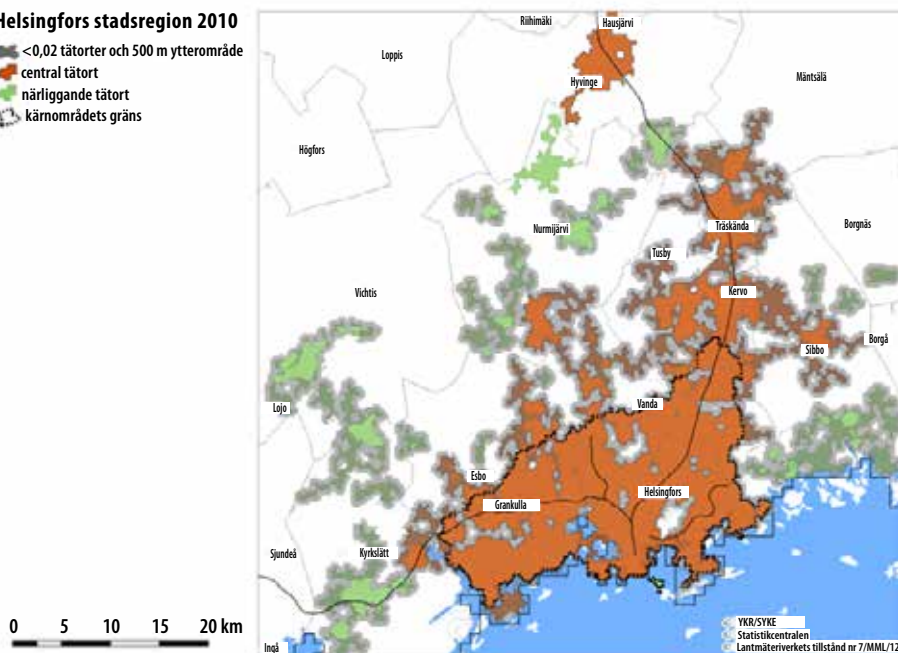 Helsingfors stadsregion 2010
<0,02 tätorter och 500 m ytterområde
central tätort
närliggande tätort
kärnområdets gräns
Riihimäki
Hausjärvi
Loppis
Hyvinge
Mäntsälä
Högfors
Nurmijärvi
Träskända
Borgnäs
Tusby
Vichtis
Kervo
Sibbo
Borgå
Lojo
Vanda
Esbo
Helsingfors
Grankulla
Sjundeå
Kyrkslätt
Ingå
0 5 10 15 20 km
YKR/SYKE
Statistikcentralen
Lantmäteriverkets tillstånd nr 7/MML/12